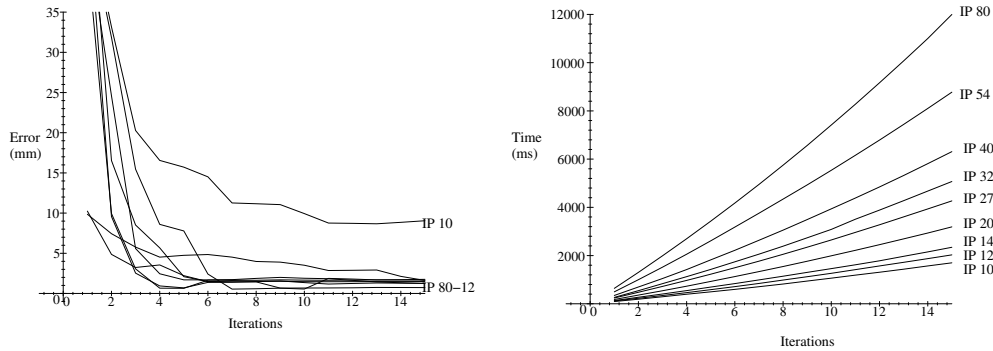 35
30
25
20
15
10
5
0
0
2
4
6
8
10
12
14
Error
(mm)
Iterations
IP 10
IP 80−12
12000
10000
8000
6000
4000
2000
0
0
2
4
6
8
10
12
14
Time
(ms)
Iterations
IP 80
IP 54
IP 40
IP 32
IP 27
IP 20
IP 14
IP 12
IP 10